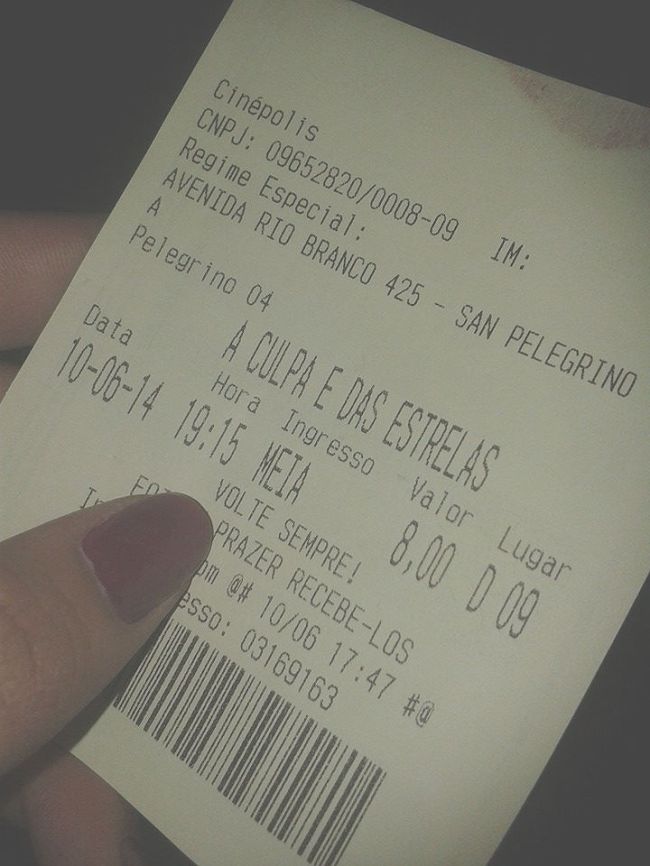 Cinépolis
CNPJ: 09652820/0008-09 IM:
Regime Especial:
AVENIDA RIO BRANCO 425 - SAN PELEGRINO
A
Pelegrino 04
A CULPA E DAS ESTRELAS
Data Hora Ingresso Valor Lugar
10-06-14 19:15 MEIA 8,00 D 09
VOLTE SEMPRE!
PRAZER RECEBE-LOS
@# 10/06 17:47 #@
03169163